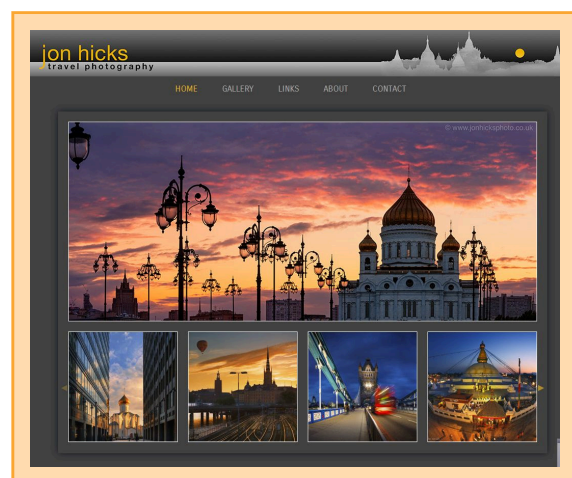 jon hicks
travel photography
HOME GALLERY LINKS ABOUT CONTACT
© www.jonhicksphoto.co.uk